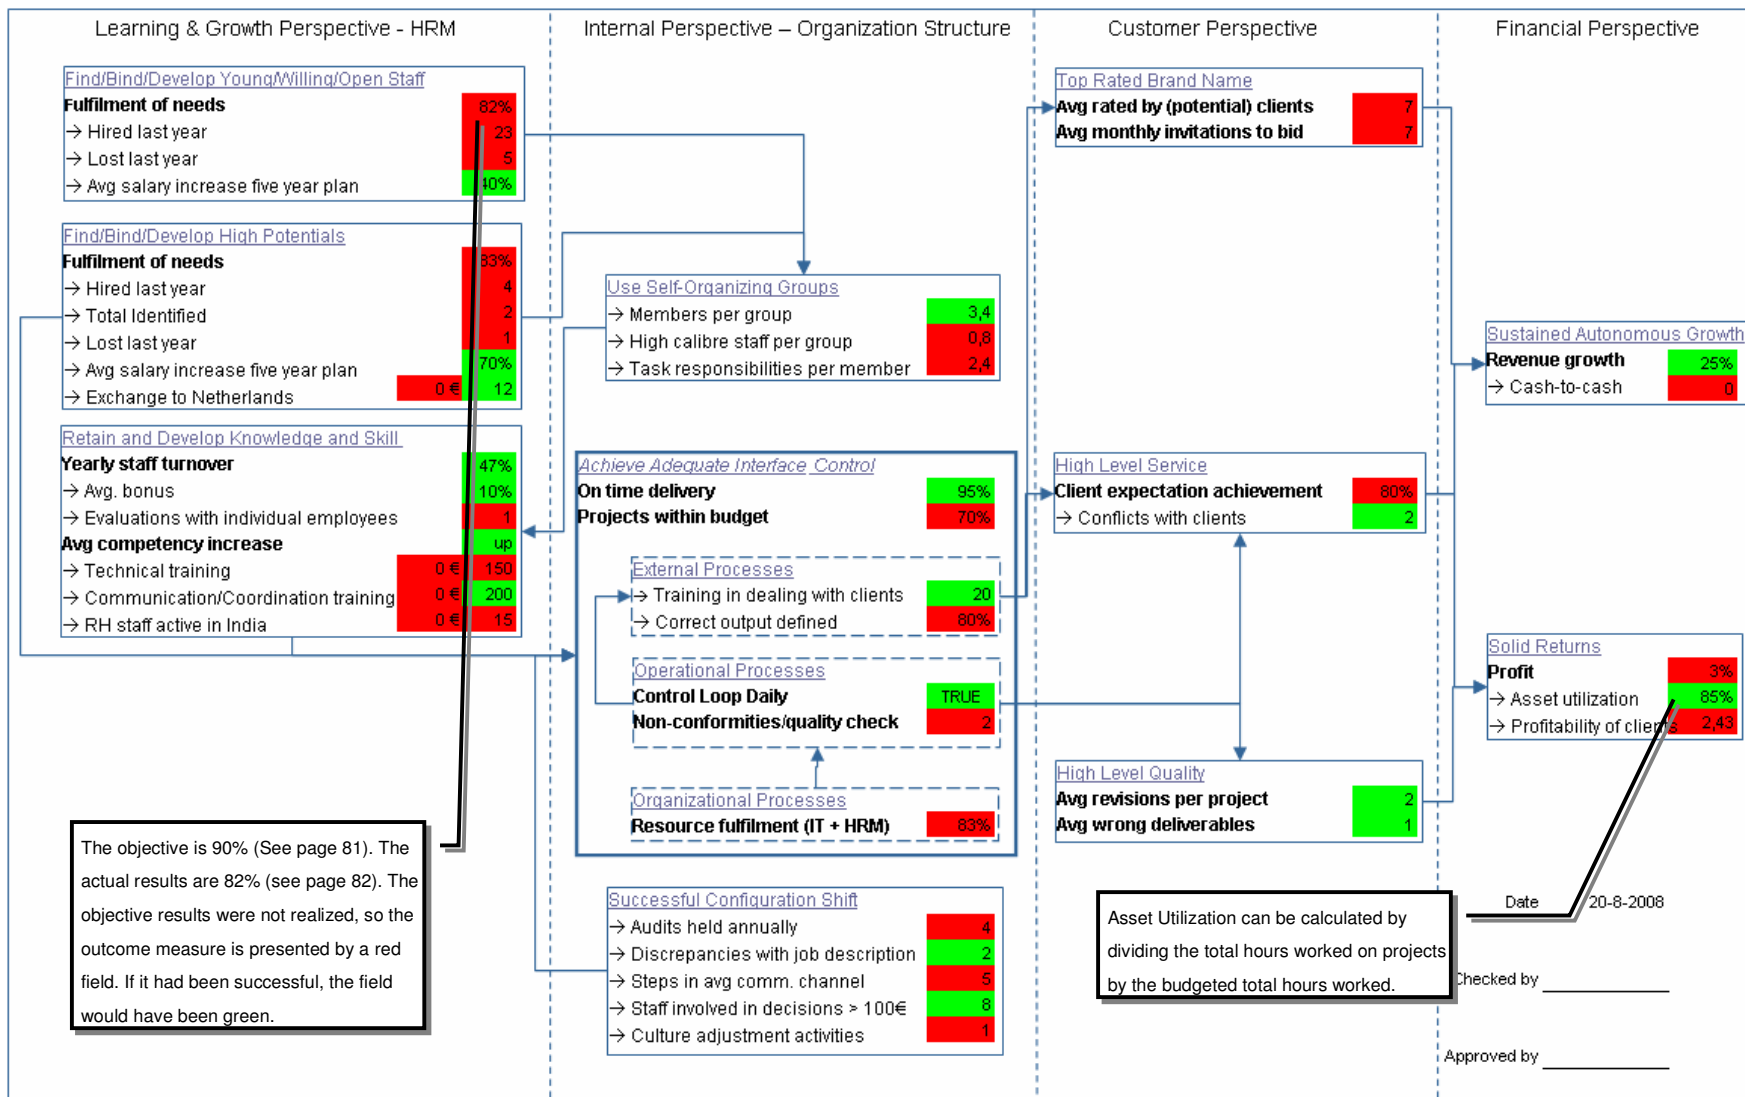 Learning & Growth Perspective - HRM
Find/Bind/Develop Young/Willing/Open Staff
Fulfilment of needs 82%
→ Hired last year 23
→ Lost last year 5
→ Avg salary increase five year plan 40%
Find/Bind/Develop High Potentials
Fulfilment of needs 83%
→ Hired last year 4
→ Total Identified 2
→ Lost last year 1
→ Avg salary increase five year plan 70%
→ Exchange to Netherlands 0 € 12
Retain and Develop Knowledge and Skill
Yearly staff turnover 47%
→ Avg. bonus 10%
→ Evaluations with individual employees 1
Avg competency increase up
→ Technical training 0 € 150
→ Communication/Coordination training 0 € 200
→ RH staff active in India 0 € 15
The objective is 90% (See page 81). The
actual results are 82% (see page 82). The
objective results were not realized, so the
outcome measure is presented by a red
field. If it had been successful, the field
would have been green.
Internal Perspective – Organization Structure
Use Self-Organizing Groups
→ Members per group 3,4
→ High calibre staff per group 0,8
→ Task responsibilities per member 2,4
Achieve Adequate Interface Control
On time delivery 95%
Projects within budget 70%
External Processes
→ Training in dealing with clients 20
→ Correct output defined 80%
Operational Processes
Control Loop Daily TRUE
Non-conformities/quality check 2
Organizational Processes
Resource fulfilment (IT + HRM) 83%
Successful Configuration Shift
→ Audits held annually 4
→ Discrepancies with job description 2
→ Steps in avg comm. channel 5
→ Staff involved in decisions > 100€ 8
→ Culture adjustment activities 1
Customer Perspective
Top Rated Brand Name
Avg rated by (potential) clients 7
Avg monthly invitations to bid 7
High Level Service
Client expectation achievement 80%
→ Conflicts with clients 2
High Level Quality
Avg revisions per project 2
Avg wrong deliverables 1
Asset Utilization can be calculated by
dividing the total hours worked on projects
by the budgeted total hours worked.
Financial Perspective
Sustained Autonomous Growth
Revenue growth 25%
→ Cash-to-cash 0
Solid Returns
Profit 3%
→ Asset utilization 85%
→ Profitability of clients 2,43
Date 20-8-2008
Checked by
Approved by